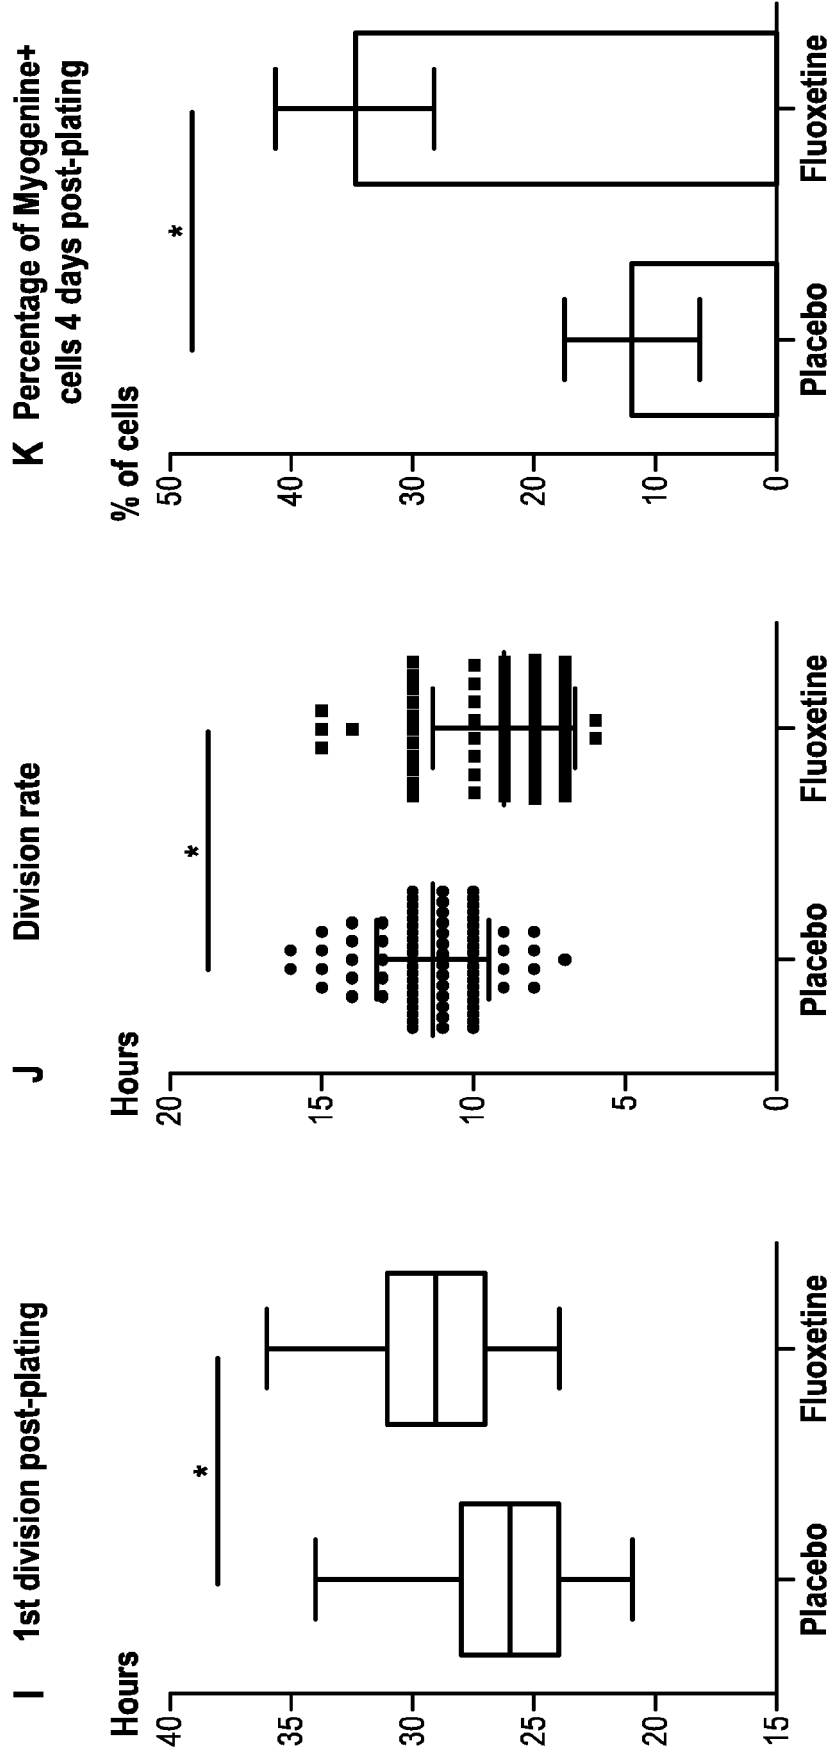 I 1st division post-plating
Hours
*
40
35
30
25
20
15
Placebo Fluoxetine
J Division rate
Hours
*
20
15
10
5
0
Placebo Fluoxetine
K Percentage of Myogenine+
cells 4 days post-plating
% of cells
*
50
40
30
20
10
0
Placebo Fluoxetine